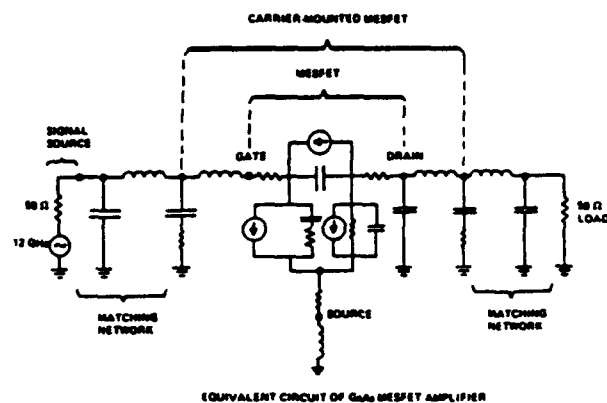 CARRIER-MOUNTED MESFET
MESFET
SIGNAL
SOURCE
GATE
DRAIN
50 Ω
12 GHz
50 Ω
LOAD
MATCHING
NETWORK
SOURCE
MATCHING
NETWORK
EQUIVALENT CIRCUIT OF GaAs MESFET AMPLIFIER